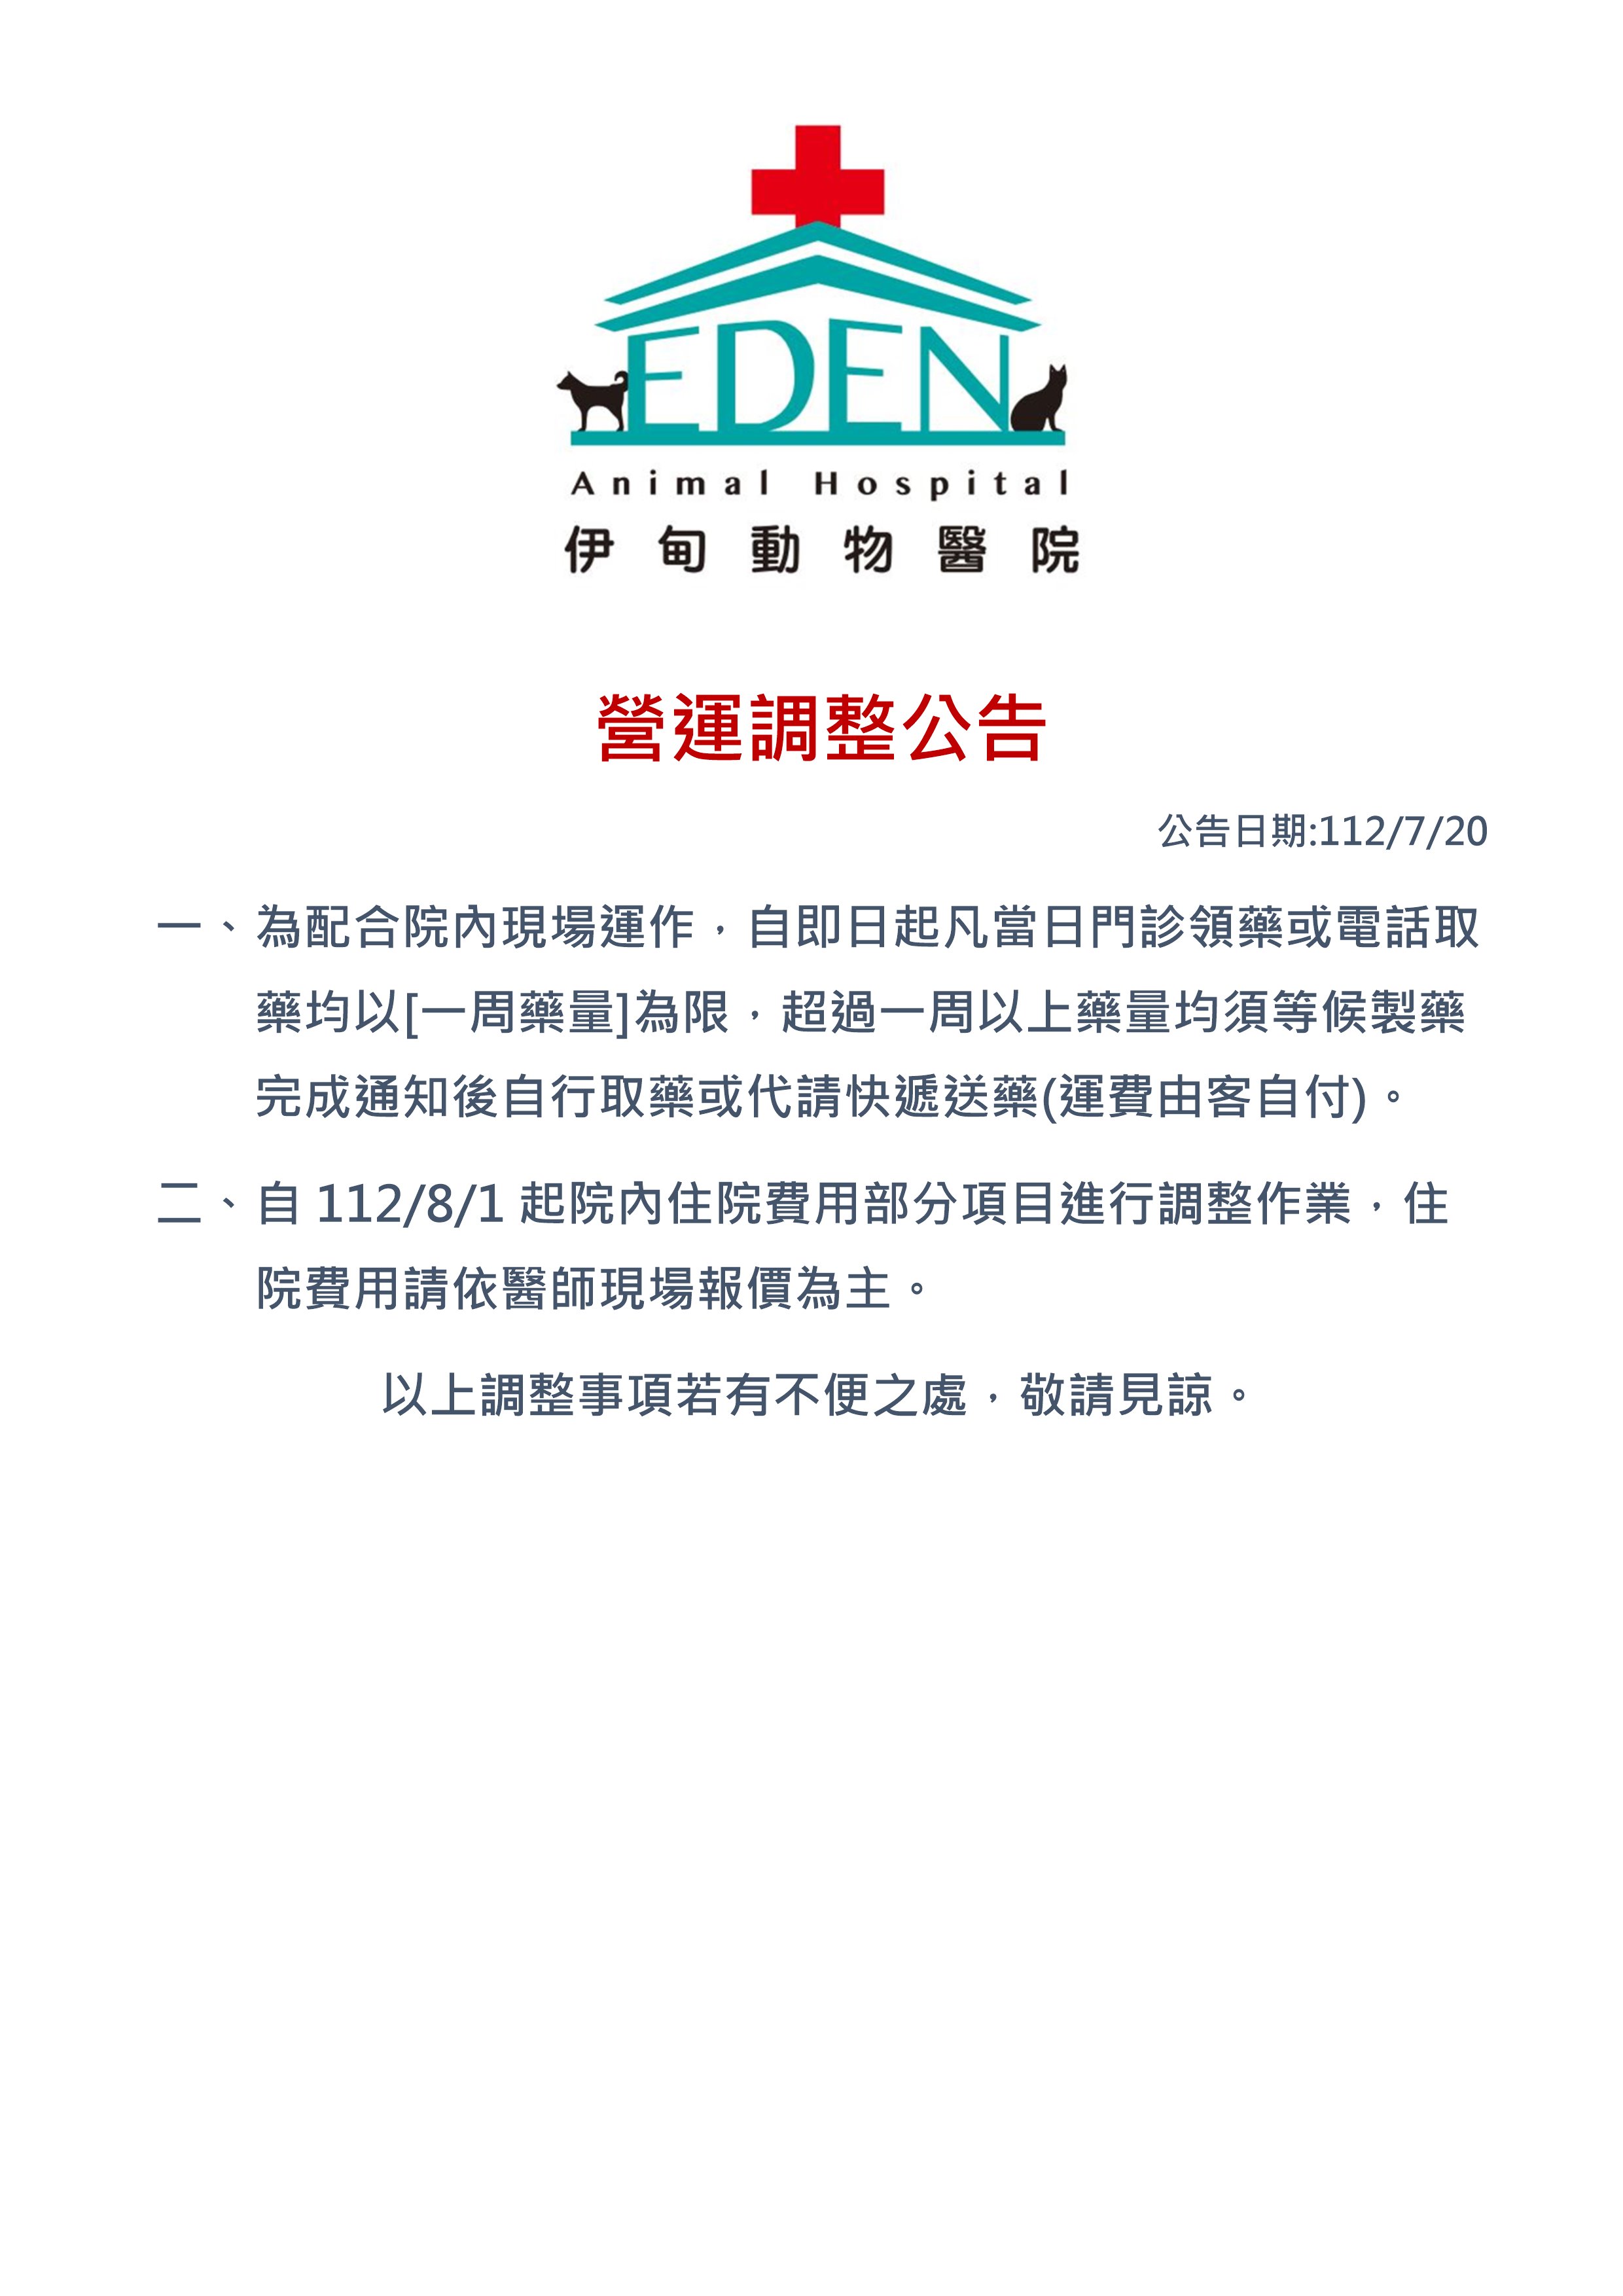 EDEN
Animal Hospital
伊甸動物醫院
營運調整公告
公告日期:112/7/20
一、為配合院內現場運作，自即日起凡當日門診領藥或電話取
藥均以[一周藥量]為限，超過一周以上藥量均須等候製藥
完成通知後自行取藥或代請快遞送藥(運費由客自付)。
二、自 112/8/1 起院內住院費用部分項目進行調整作業，住
院費用請依醫師現場報價為主。
以上調整事項若有不便之處，敬請見諒。